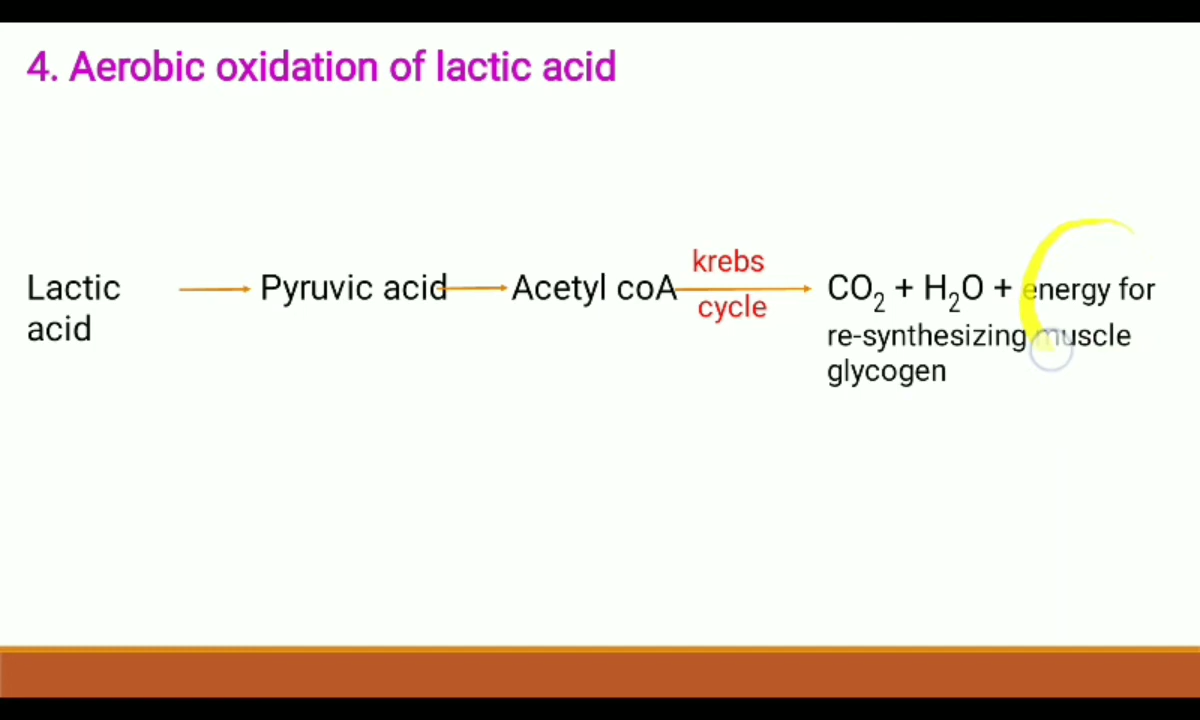 4. Aerobic oxidation of lactic acid
krebs
Lactic Pyruvic acid Acetyl coA CO₂ + H₂O + energy for
cycle
acid re-synthesizing muscle
glycogen